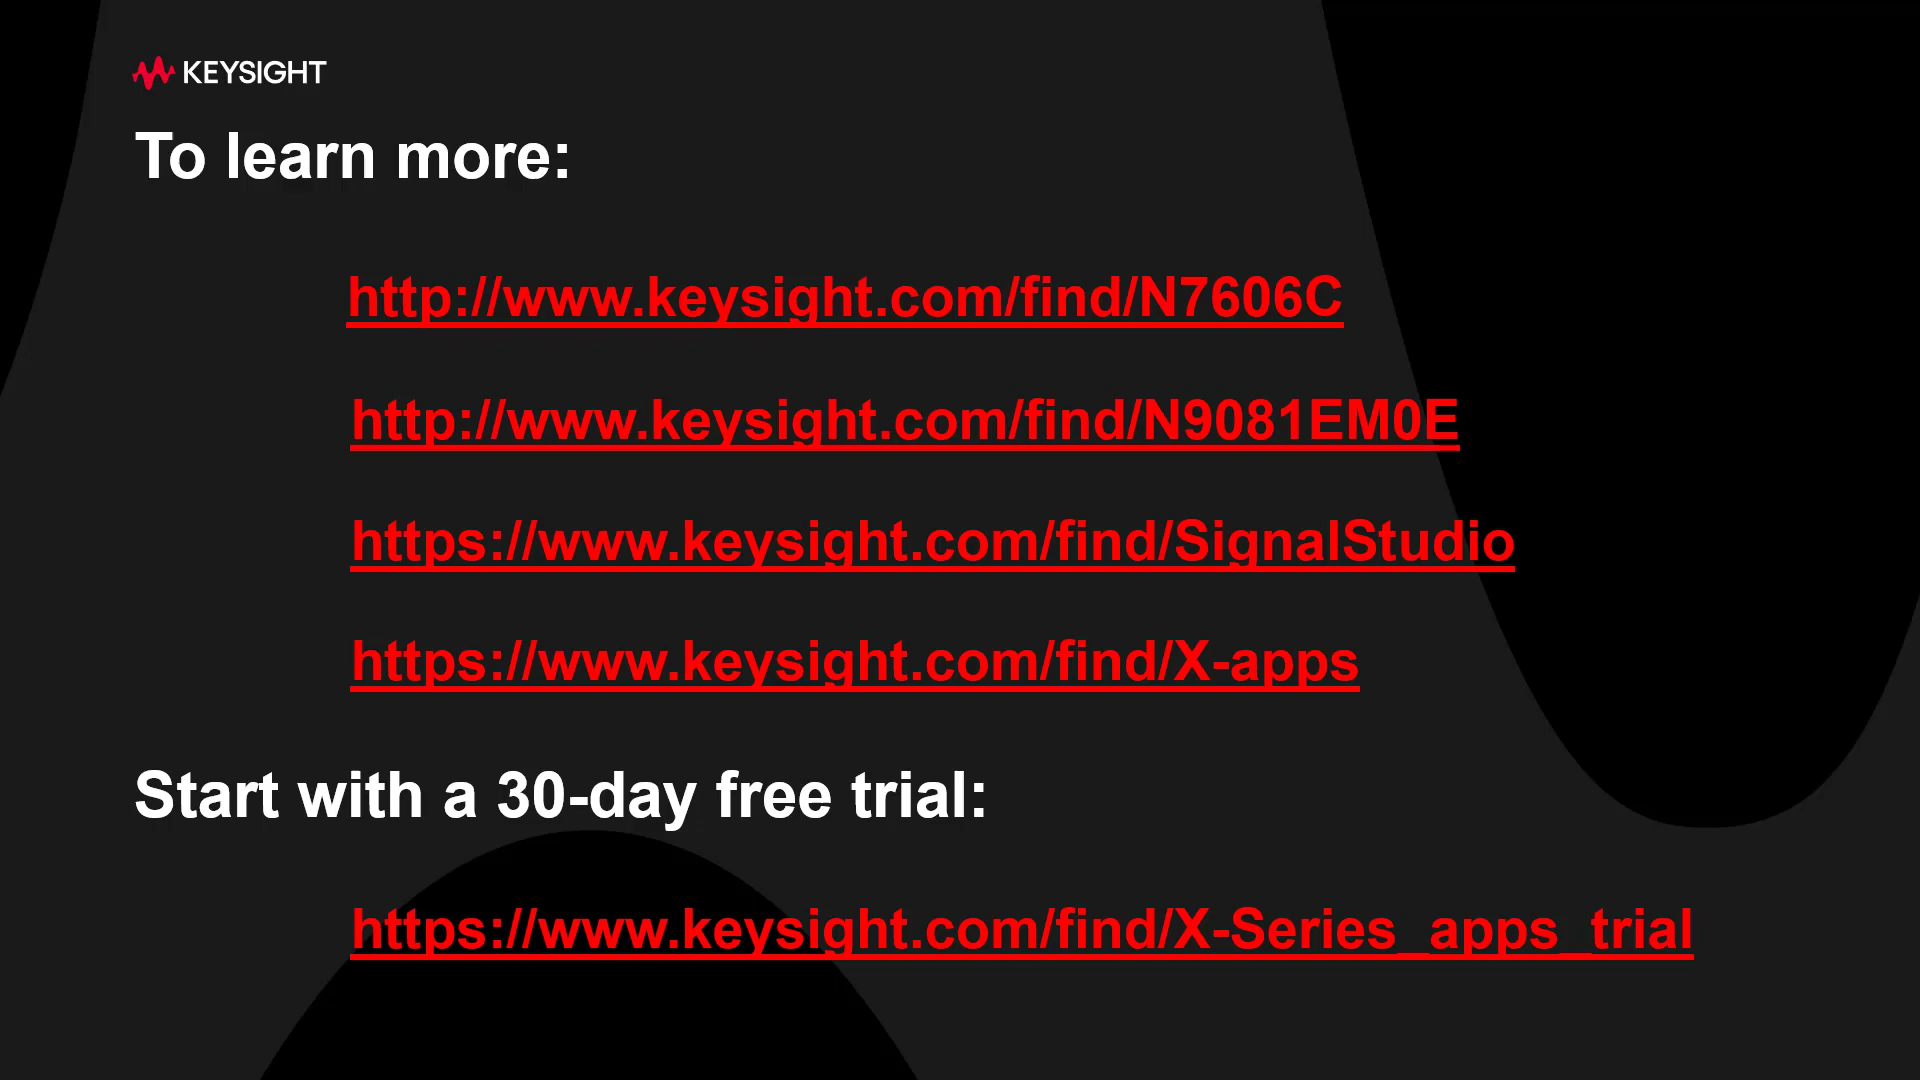 KEYSIGHT
To learn more:
http://www.keysight.com/find/N7606C
http://www.keysight.com/find/N9081EM0E
https://www.keysight.com/find/SignalStudio
https://www.keysight.com/find/X-apps
Start with a 30-day free trial:
https://www.keysight.com/find/X-Series_apps_trial